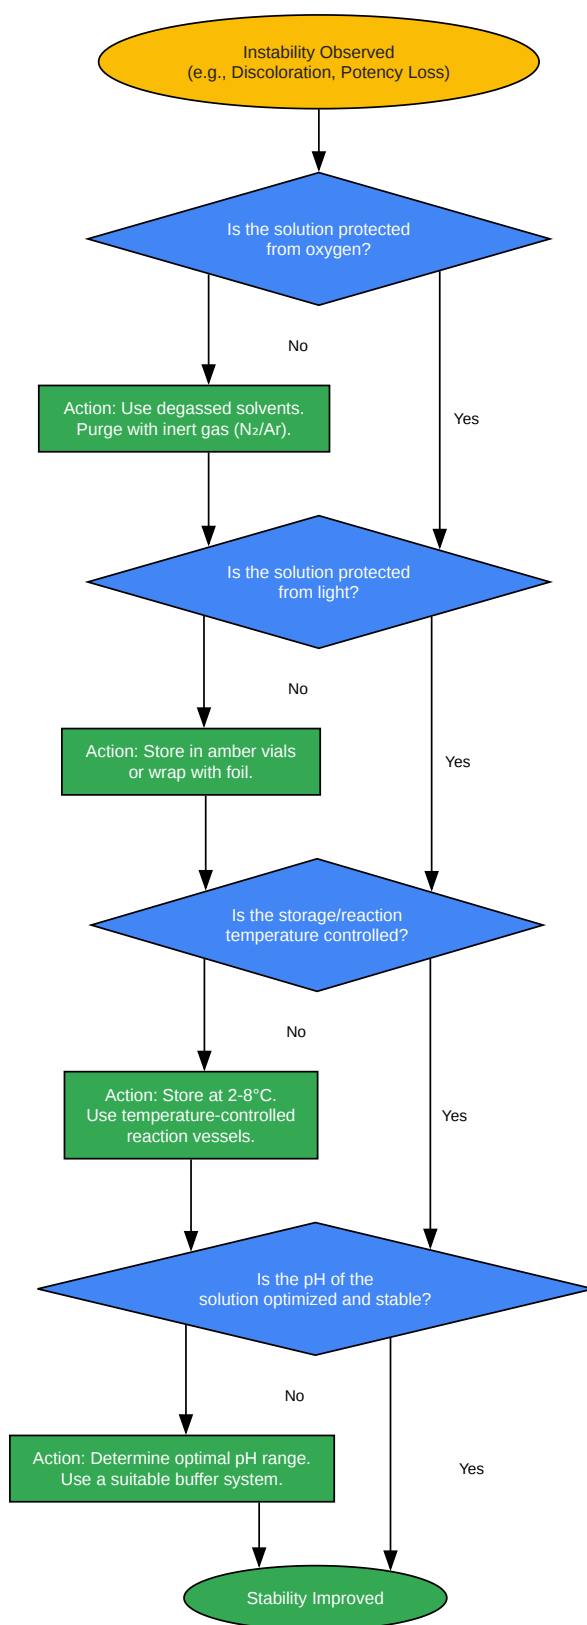 Instability Observed
(e.g., Discoloration, Potency Loss)
Is the solution protected
from oxygen?
No
Action: Use degassed solvents.
Purge with inert gas (N₂/Ar).
Yes
Is the solution protected
from light?
No
Action: Store in amber vials
or wrap with foil.
Yes
Is the storage/reaction
temperature controlled?
No
Action: Store at 2-8°C.
Use temperature-controlled
reaction vessels.
Yes
Is the pH of the
solution optimized and stable?
No
Action: Determine optimal pH range.
Use a suitable buffer system.
Yes
Stability Improved